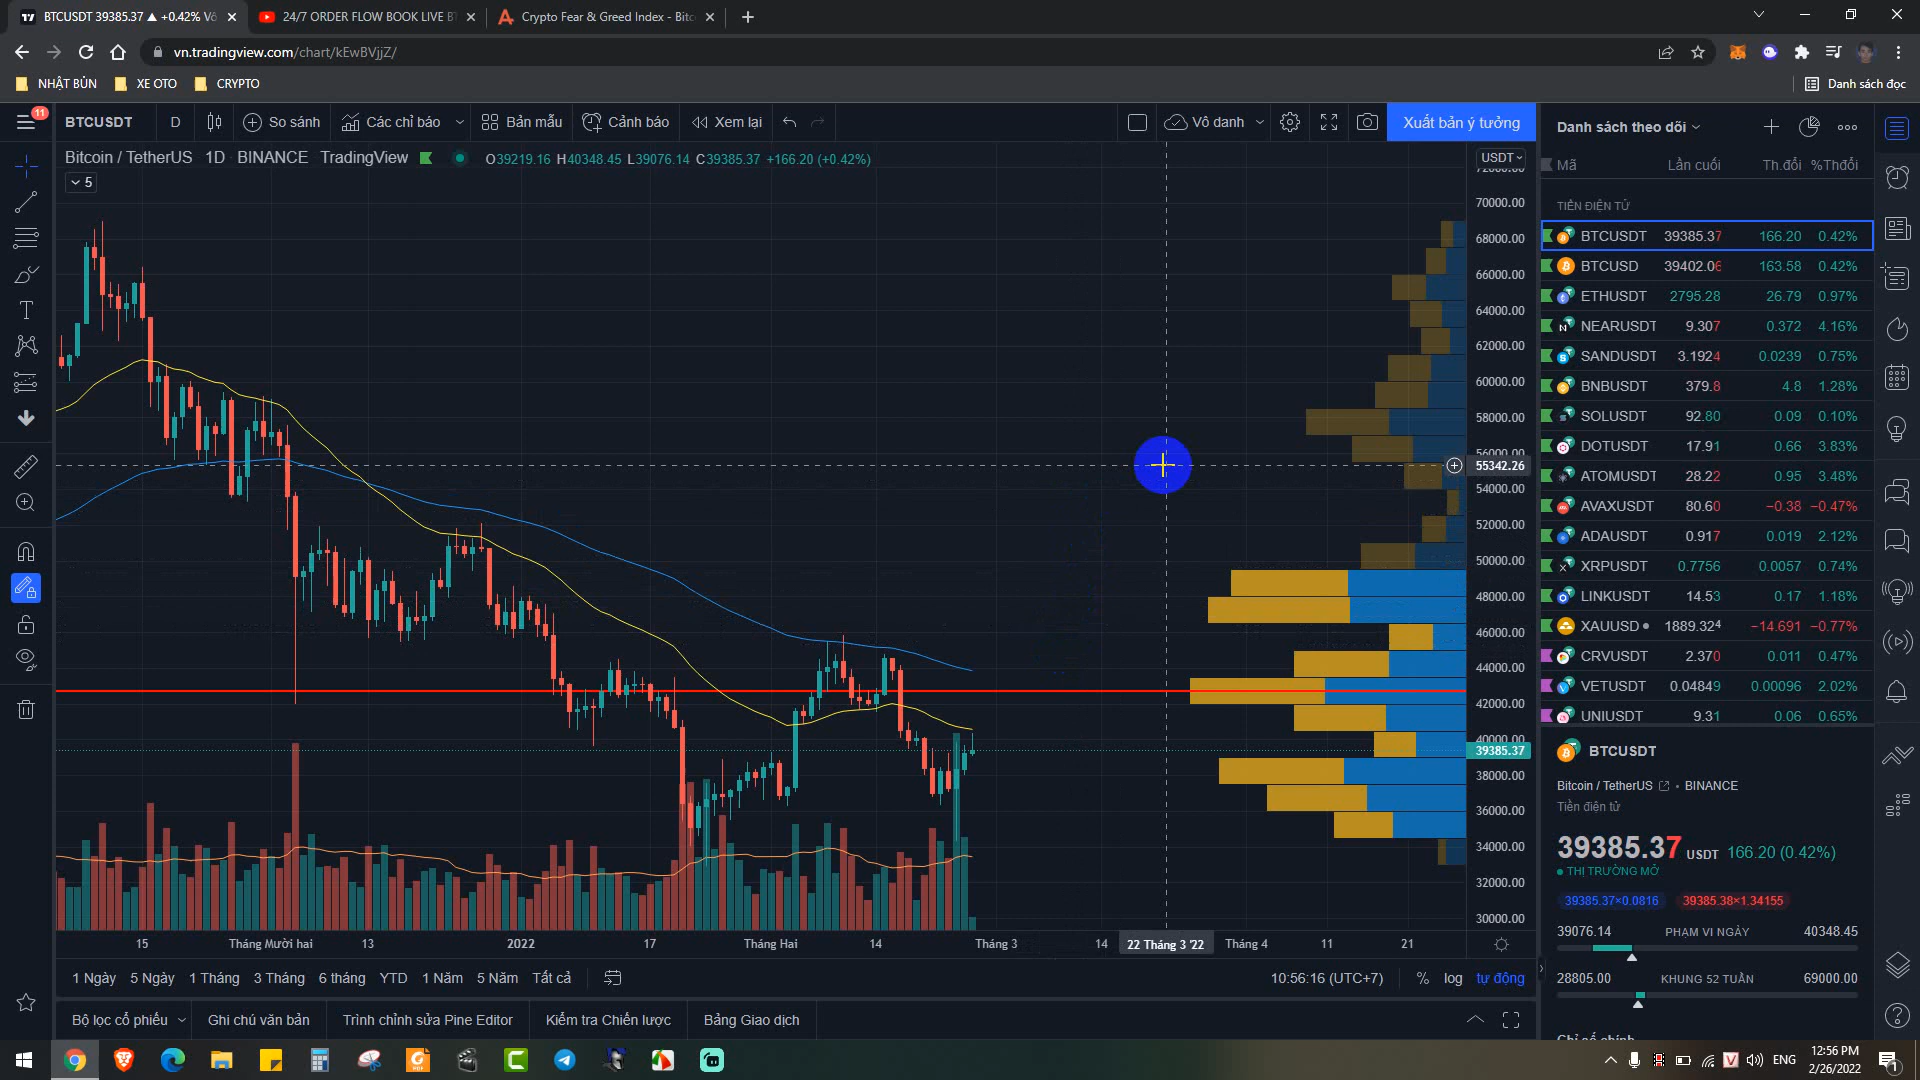 BTCUSDT 39385.37 ▲ +0.42% Vô
24/7 ORDER FLOW BOOK LIVE BT
Crypto Fear & Greed Index - Bitc
vn.tradingview.com/chart/kEwBVjjZ/
NHẬT BỦN
XE OTO
CRYPTO
Danh sách đọc
11
BTCUSDT
D
So sánh
Các chỉ báo
Bản mẫu
Cảnh báo
Xem lại
Vô danh
Xuất bản ý tưởng
Bitcoin / TetherUS 1D BINANCE TradingView
O39219.16 H40348.45 L39076.14 C39385.37 +166.20 (+0.42%)
5
USDT
72000.00
70000.00
68000.00
66000.00
64000.00
62000.00
60000.00
58000.00
56000.00
55342.26
54000.00
52000.00
50000.00
48000.00
46000.00
44000.00
42000.00
40000.00
39385.37
38000.00
36000.00
34000.00
32000.00
30000.00
15
Tháng Mười hai
13
2022
17
Tháng Hai
14
Tháng 3
14
22 Tháng 3 '22
Tháng 4
11
21
1 Ngày 5 Ngày 1 Tháng 3 Tháng 6 tháng YTD 1 Năm 5 Năm Tất cả
10:56:16 (UTC+7)
% log tự động
Bộ lọc cổ phiếu
Ghi chú văn bản
Trình chỉnh sửa Pine Editor
Kiểm tra Chiến lược
Bảng Giao dịch
Danh sách theo dõi
Mã Lần cuối Th.đổi %Thđổi
TIỀN ĐIỆN TỬ
BTCUSDT 39385.37 166.20 0.42%
BTCUSD 39402.06 163.58 0.42%
ETHUSDT 2795.28 26.79 0.97%
NEARUSDT 9.307 0.372 4.16%
SANDUSDT 3.1924 0.0239 0.75%
BNBUSDT 379.8 4.8 1.28%
SOLUSDT 92.80 0.09 0.10%
DOTUSDT 17.91 0.66 3.83%
ATOMUSDT 28.22 0.95 3.48%
AVAXUSDT 80.60 −0.38 −0.47%
ADAUSDT 0.917 0.019 2.12%
XRPUSDT 0.7756 0.0057 0.74%
LINKUSDT 14.53 0.17 1.18%
XAUUSD 1889.324 −14.691 −0.77%
CRVUSDT 2.370 0.011 0.47%
VETUSDT 0.04849 0.00096 2.02%
UNIUSDT 9.31 0.06 0.65%
BTCUSDT
Bitcoin / TetherUS • BINANCE
Tiền điện tử
39385.37 USDT 166.20 (0.42%)
THỊ TRƯỜNG MỞ
39385.37×0.0816 39385.38×1.34155
39076.14 PHẠM VI NGÀY 40348.45
28805.00 KHUNG 52 TUẦN 69000.00
Chỉ số chính
ENG
12:56 PM
2/26/2022
1